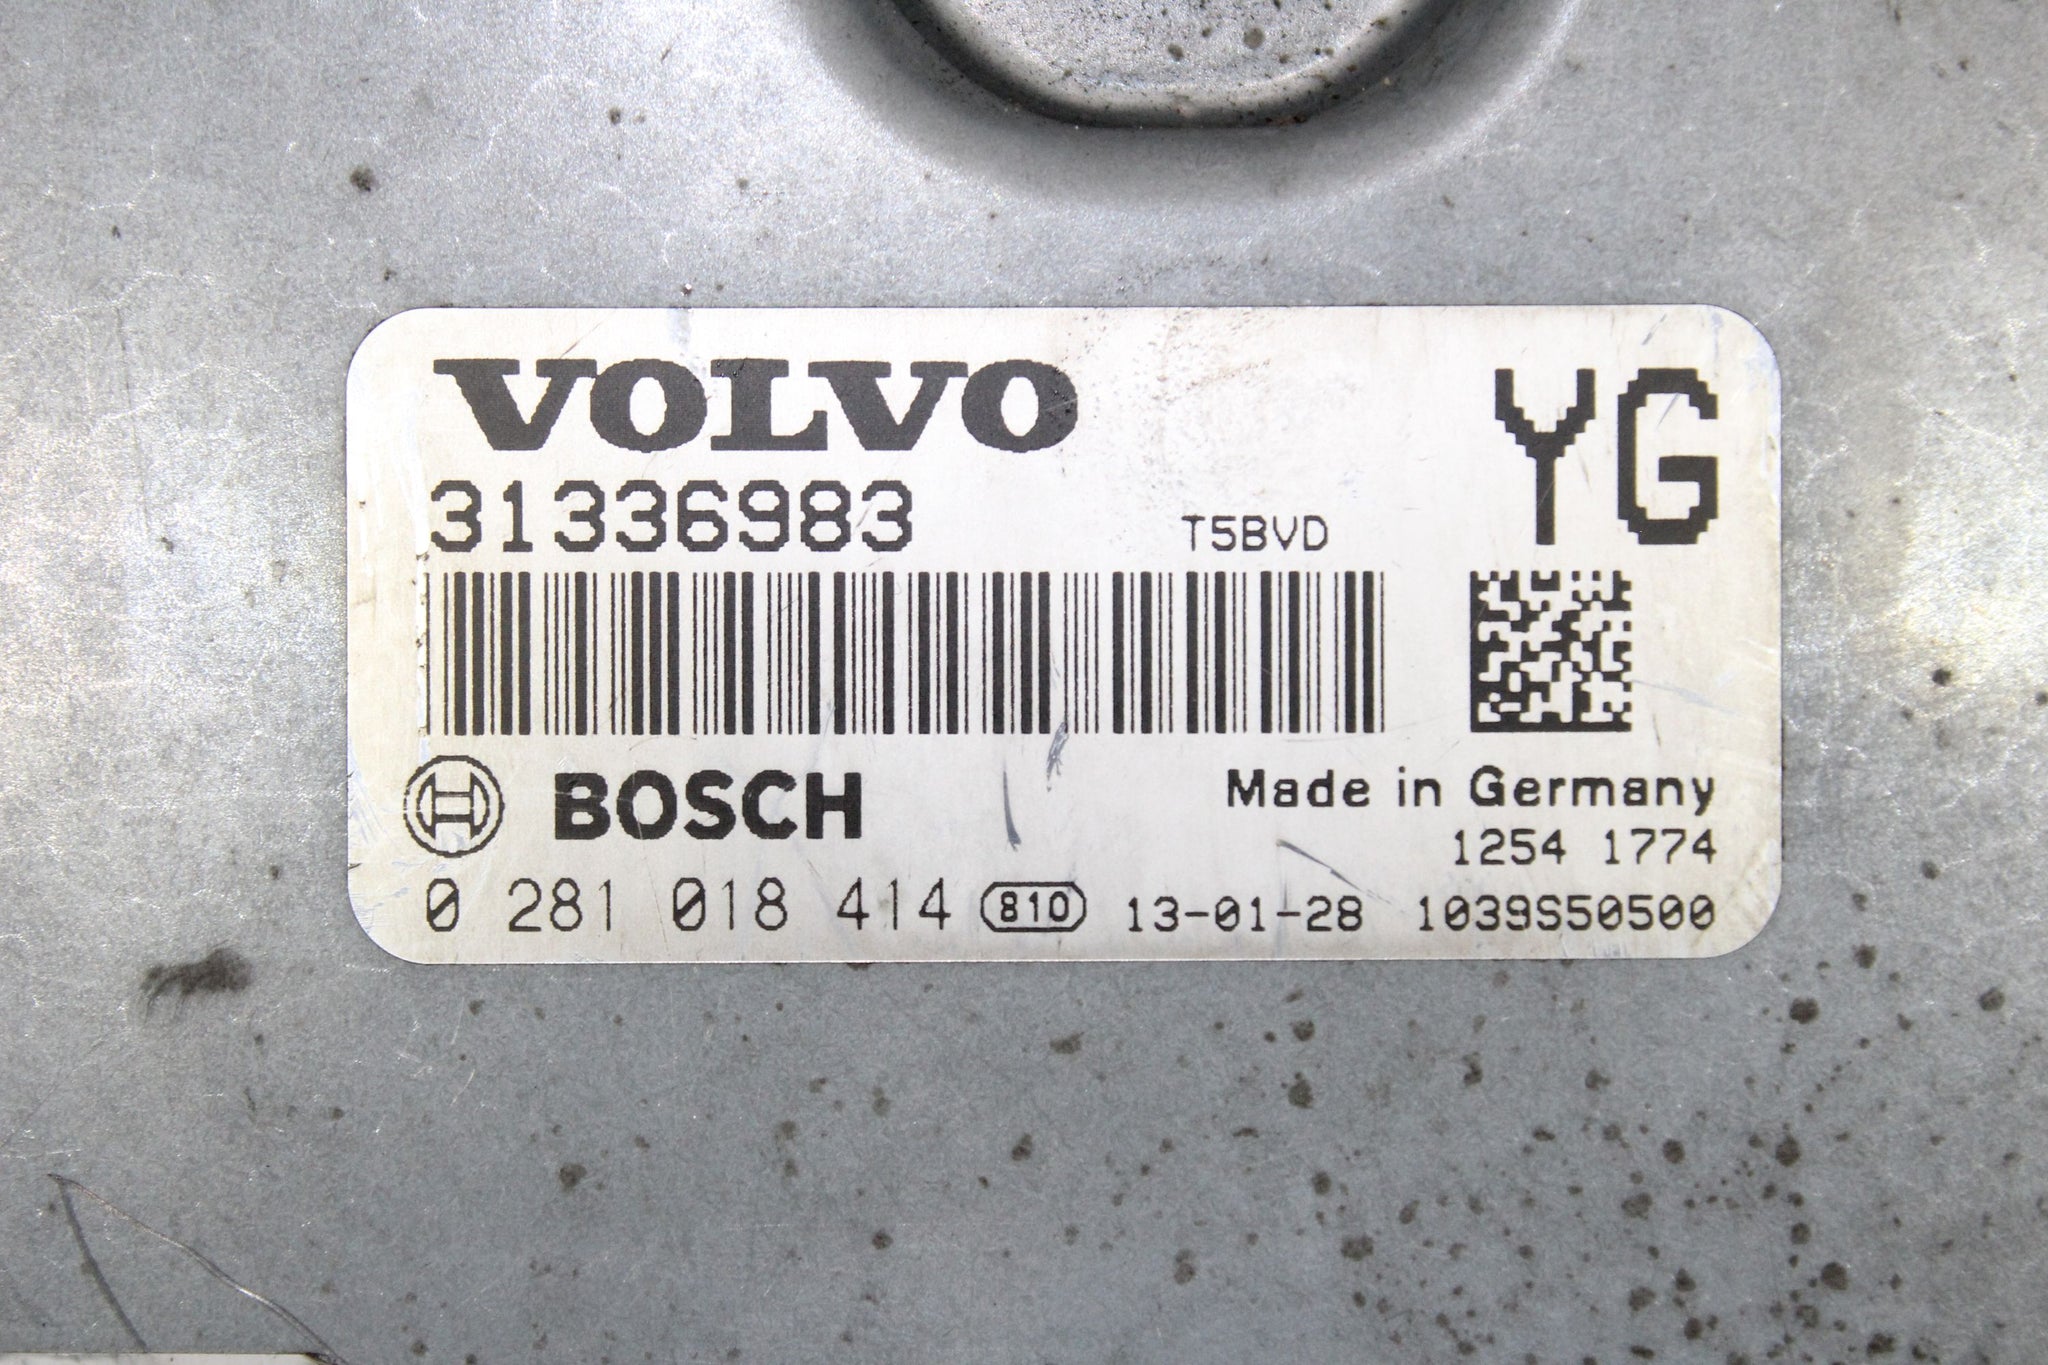 VOLVO
YG
31336983 T5BVD
BOSCH
Made in Germany
1254 1774
0 281 018 414 810 13-01-28 1039S50500